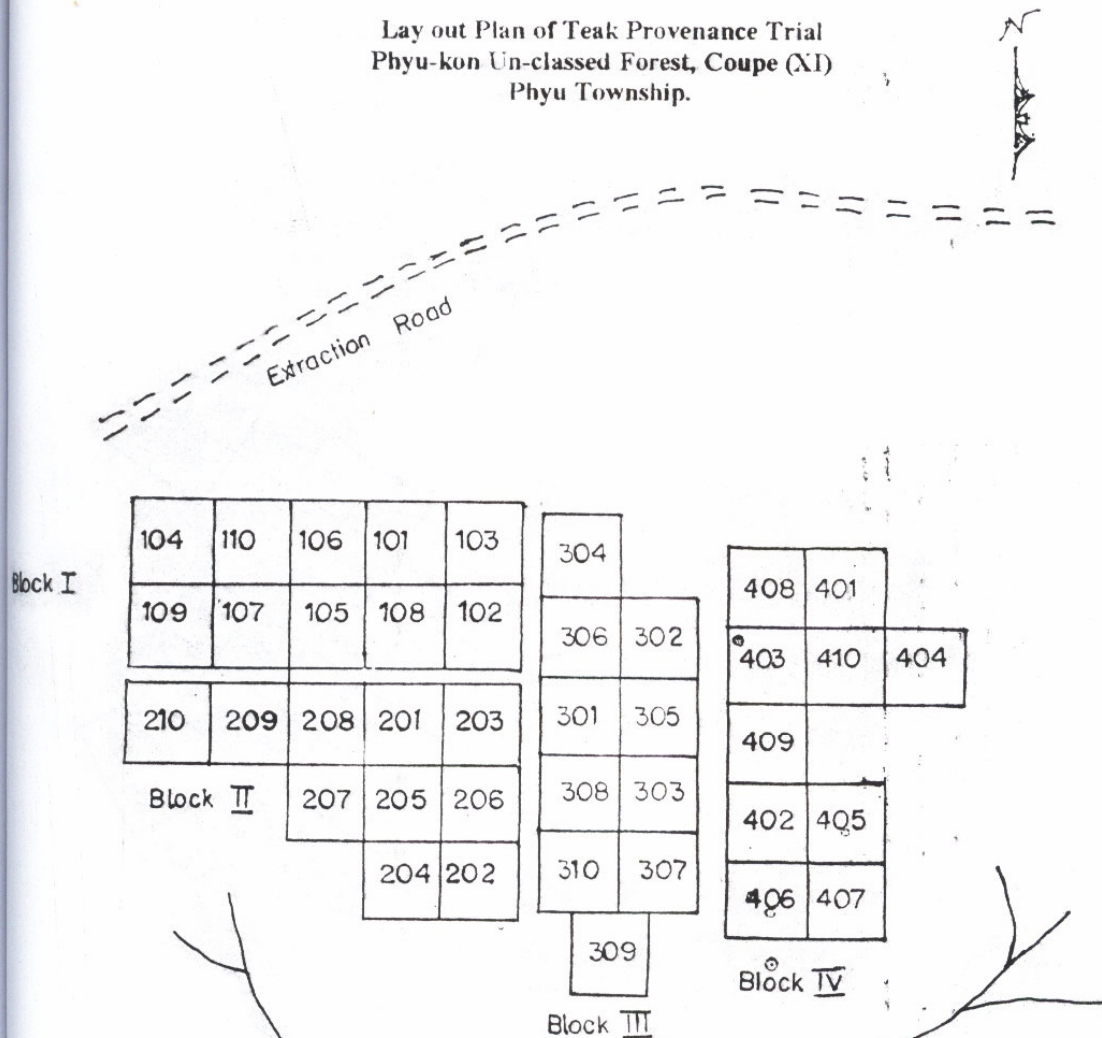 Lay out Plan of Teak Provenance Trial
Phyu-kon Un-classed Forest, Coupe (XI)
Phyu Township.
N
Extraction Road
Block I
104 110 106 101 103
109 107 105 108 102
210 209 208 201 203
Block II
207 205 206
204 202
304
306 302
301 305
308 303
310 307
309
Block III
408 401
403 410 404
409
402 405
406 407
Block IV